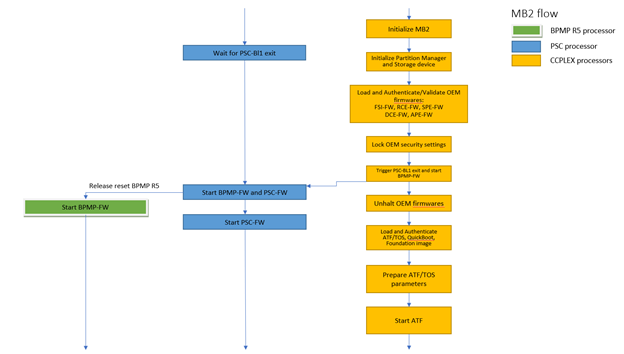 MB2 flow
BPMP R5 processor
PSC processor
CCPLEX processors
Initialize MB2
Wait for PSC-Bl1 exit
Initialize Partition Manager
and Storage device
Load and Authenticate/Validate OEM
firmwares:
FSI-FW, RCE-FW, SPE-FW
DCE-FW, APE-FW
Lock OEM security settings
Trigger PSC-BL1 exit and start
BPMP-FW
Release reset BPMP R5
Start BPMP-FW and PSC-FW
Start BPMP-FW
Unhalt OEM firmwares
Start PSC-FW
Load and Authenticate
ATF/TOS, QuickBoot,
Foundation image
Prepare ATF/TOS
parameters
Start ATF